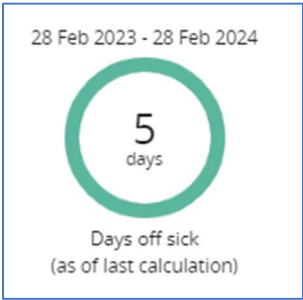 28 Feb 2023 - 28 Feb 2024
5
days
Days off sick
(as of last calculation)